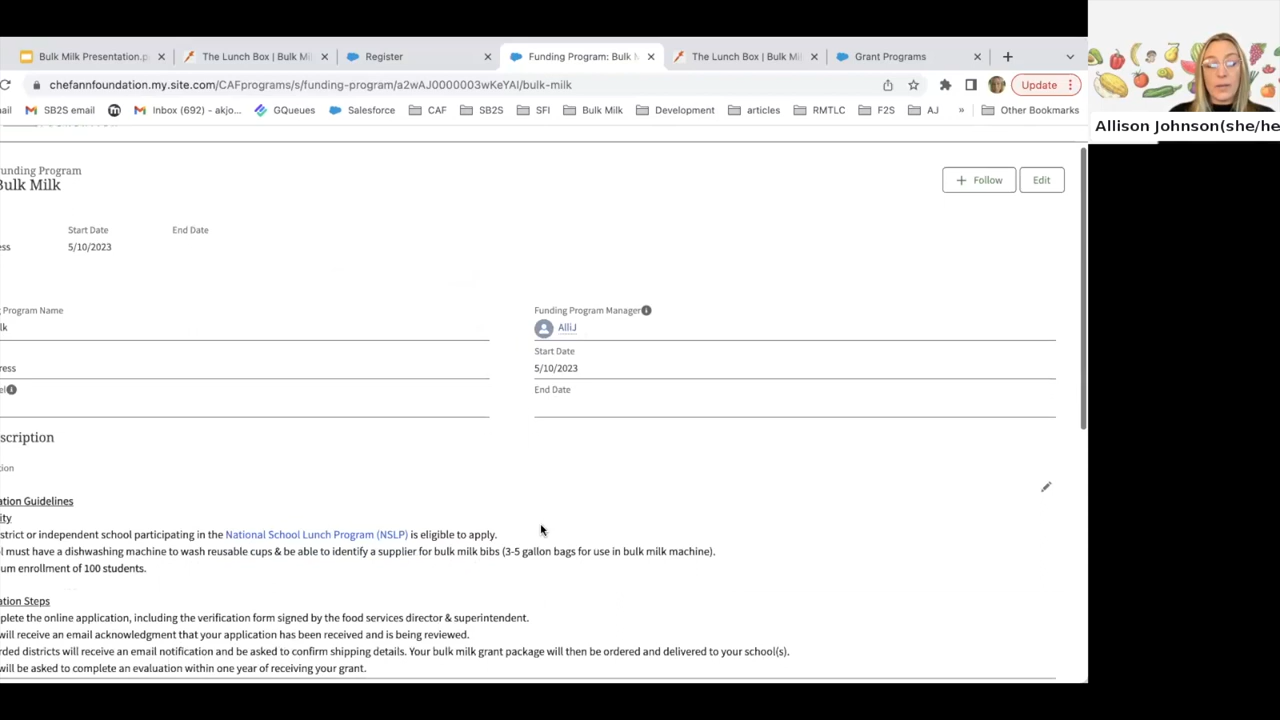 Bulk Milk Presentation.p
The Lunch Box | Bulk Mi
Register
Funding Program: Bulk M
The Lunch Box | Bulk Mi
Grant Programs
chefannfoundation.my.site.com/CAFprograms/s/funding-program/a2wAJ0000003wKeYAI/bulk-milk
Update
ail
SB2S email
Inbox (692) - akjo...
GQueues
Salesforce
CAF
SB2S
SFI
Bulk Milk
Development
articles
RMTLC
F2S
AJ
»
Other Bookmarks
Allison Johnson(she/he
unding Program
Bulk Milk
Follow
Edit
Start Date
End Date
ess
5/10/2023
g Program Name
Funding Program Manager
lk
AlliJ
Start Date
ress
5/10/2023
el
End Date
scription
tion
ation Guidelines
ity
strict or independent school participating in the National School Lunch Program (NSLP) is eligible to apply.
l must have a dishwashing machine to wash reusable cups & be able to identify a supplier for bulk milk bibs (3-5 gallon bags for use in bulk milk machine).
um enrollment of 100 students.
ation Steps
plete the online application, including the verification form signed by the food services director & superintendent.
will receive an email acknowledgment that your application has been received and is being reviewed.
rded districts will receive an email notification and be asked to confirm shipping details. Your bulk milk grant package will then be ordered and delivered to your school(s).
will be asked to complete an evaluation within one year of receiving your grant.